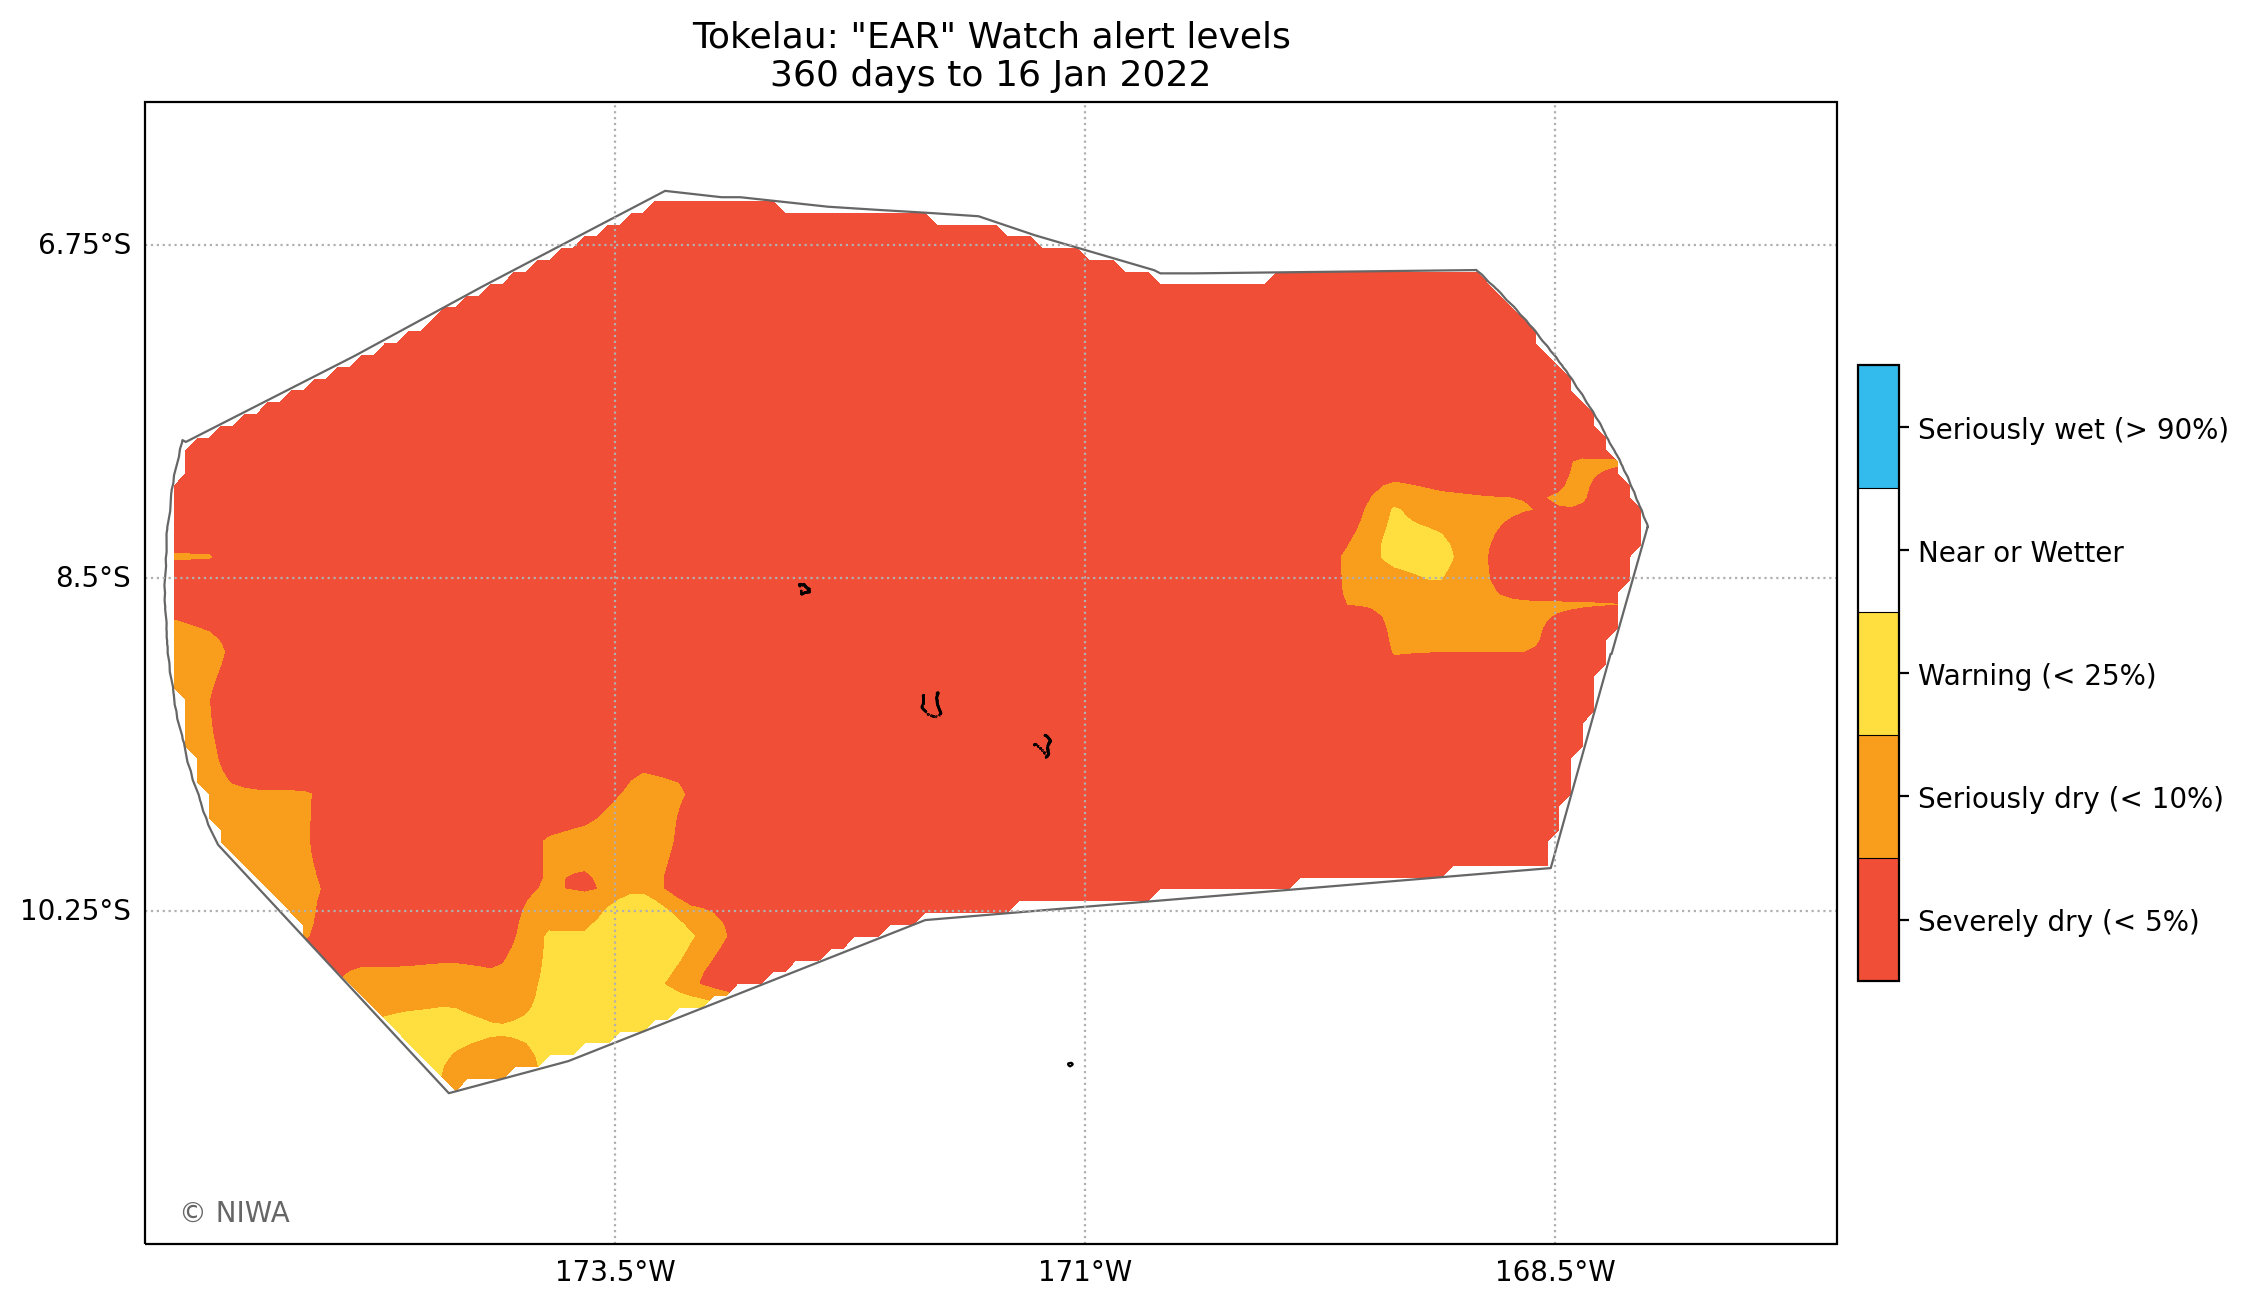 Tokelau: "EAR" Watch alert levels
360 days to 16 Jan 2022
6.75°S
8.5°S
10.25°S
173.5°W
171°W
168.5°W
Seriously wet (> 90%)
Near or Wetter
Warning (< 25%)
Seriously dry (< 10%)
Severely dry (< 5%)
© NIWA